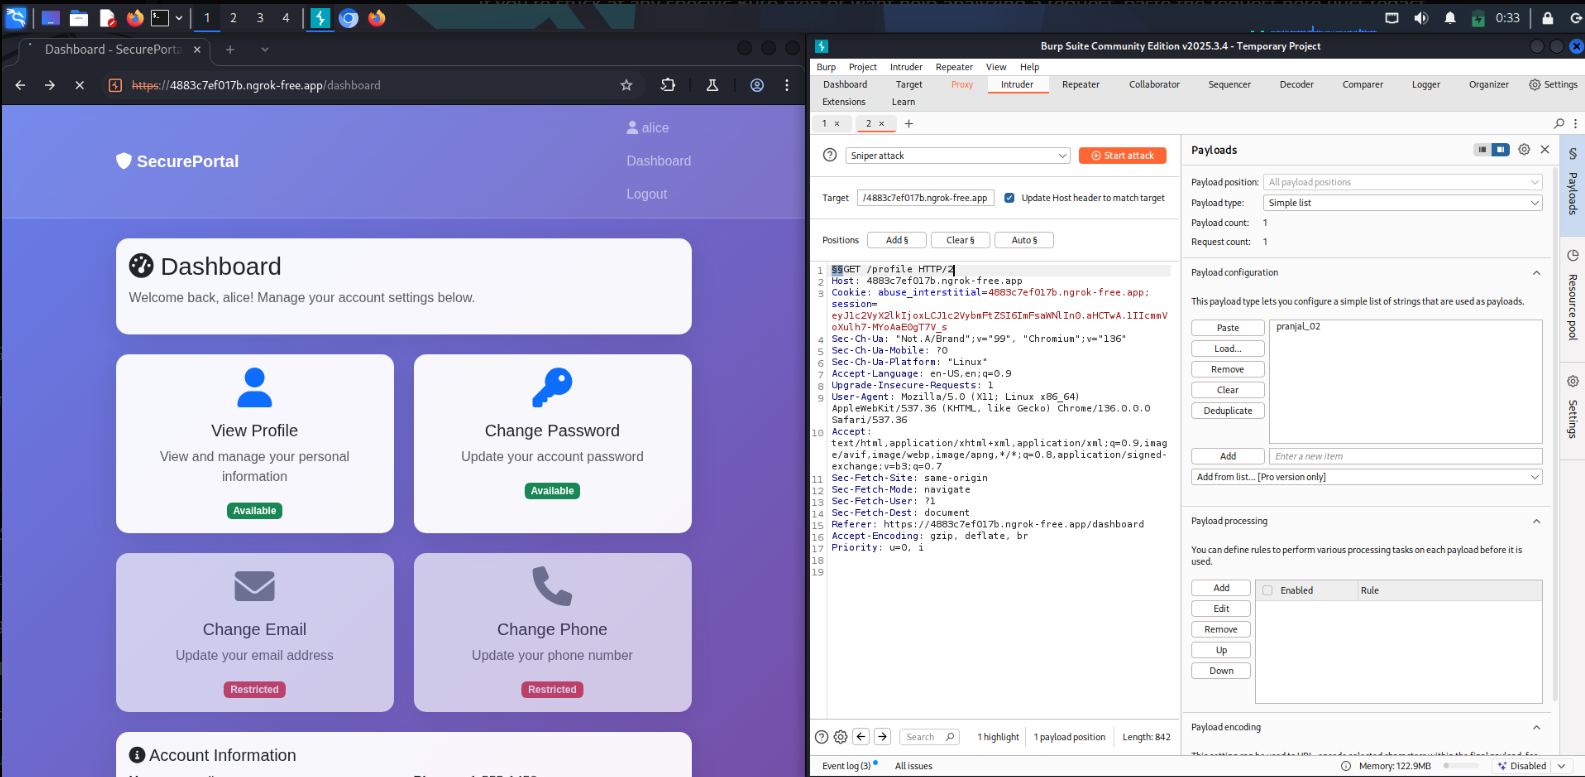 1
2
3
4
0:33
Dashboard - SecurePorta
https://4883c7ef017b.ngrok-free.app/dashboard
SecurePortal
alice
Dashboard
Logout
Dashboard
Welcome back, alice! Manage your account settings below.
View Profile
View and manage your personal
information
Available
Change Password
Update your account password
Available
Change Email
Update your email address
Restricted
Change Phone
Update your phone number
Restricted
Account Information
Burp Suite Community Edition v2025.3.4 - Temporary Project
Burp Project Intruder Repeater View Help
Dashboard Target Proxy Intruder Repeater Collaborator Sequencer Decoder Comparer Logger Organizer Settings
Extensions Learn
1 × 2 × +
Sniper attack
Start attack
Target /4883c7ef017b.ngrok-free.app Update Host header to match target
Positions Add § Clear § Auto §
1 §§GET /profile HTTP/2
2 Host: 4883c7ef017b.ngrok-free.app
3 Cookie: abuse_interstitial=4883c7ef017b.ngrok-free.app;
session=
eyJ1c2VyX2lkIjoxLCJ1c2VybmFtZSI6ImFsaWNlIn0.aHCTwA.1IIcmmV
oXulh7-MYoAaE0gT7V_s
4 Sec-Ch-Ua: "Not.A/Brand";v="99", "Chromium";v="136"
5 Sec-Ch-Ua-Mobile: ?0
6 Sec-Ch-Ua-Platform: "Linux"
7 Accept-Language: en-US,en;q=0.9
8 Upgrade-Insecure-Requests: 1
9 User-Agent: Mozilla/5.0 (X11; Linux x86_64)
AppleWebKit/537.36 (KHTML, like Gecko) Chrome/136.0.0.0
Safari/537.36
10 Accept:
text/html,application/xhtml+xml,application/xml;q=0.9,imag
e/avif,image/webp,image/apng,*/*;q=0.8,application/signed-
exchange;v=b3;q=0.7
11 Sec-Fetch-Site: same-origin
12 Sec-Fetch-Mode: navigate
13 Sec-Fetch-User: ?1
14 Sec-Fetch-Dest: document
15 Referer: https://4883c7ef017b.ngrok-free.app/dashboard
16 Accept-Encoding: gzip, deflate, br
17 Priority: u=0, i
18
19
Search
1 highlight
1 payload position
Length: 842
Payloads
Payload position: All payload positions
Payload type: Simple list
Payload count: 1
Request count: 1
Payload configuration
This payload type lets you configure a simple list of strings that are used as payloads.
Paste
Load...
Remove
Clear
Deduplicate
pranjal_02
Add
Enter a new item
Add from list... [Pro version only]
Payload processing
You can define rules to perform various processing tasks on each payload before it is
used.
Add
Edit
Remove
Up
Down
Enabled Rule
Payload encoding
Payloads
Resource pool
Settings
Event log (3)
All issues
Memory: 122.9MB
Disabled